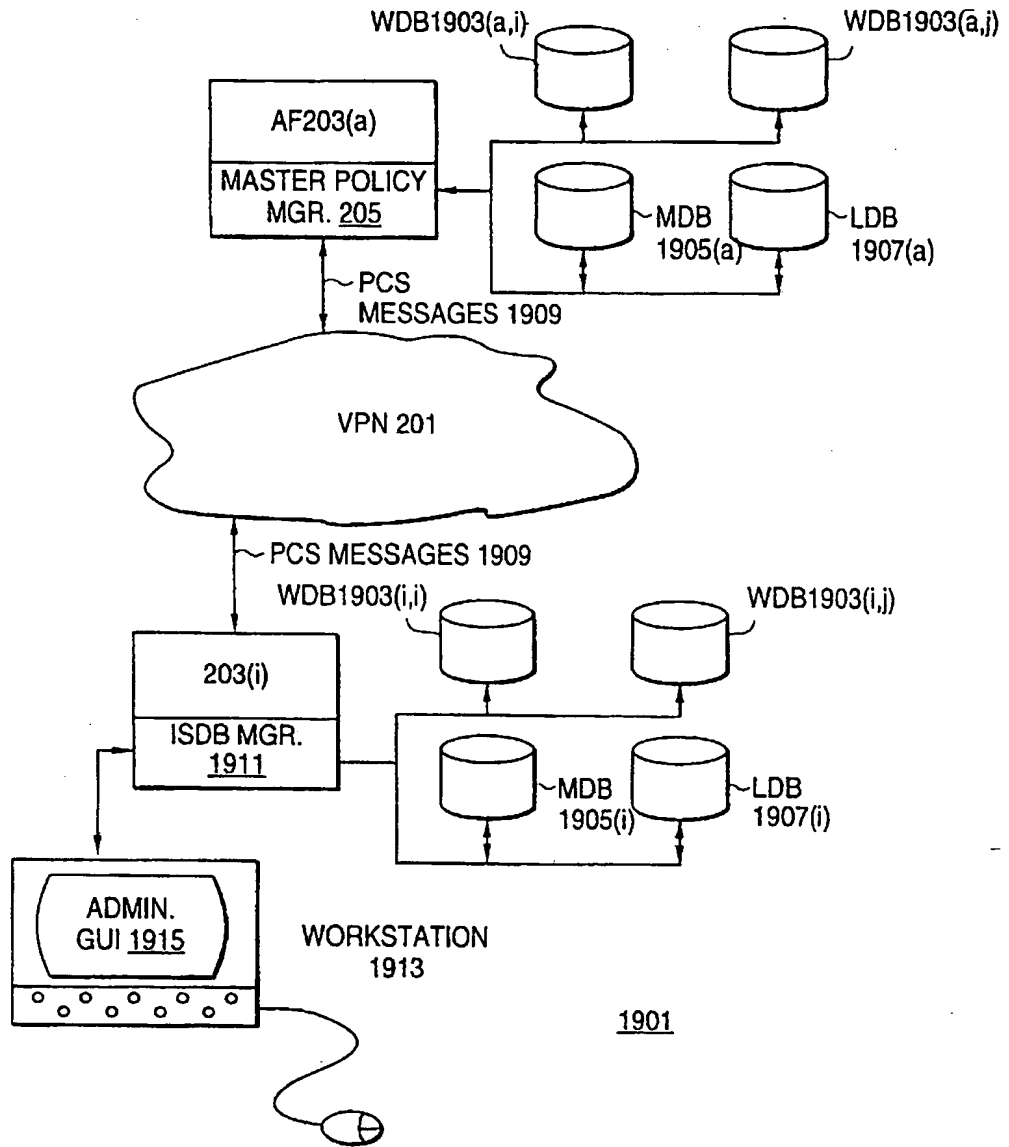 WDB1903(a,i)
WDB1903(a,j)
AF203(a)
MASTER POLICY
MGR. 205
MDB
1905(a)
LDB
1907(a)
PCS
MESSAGES 1909
VPN 201
PCS MESSAGES 1909
WDB1903(i,i)
WDB1903(i,j)
203(i)
ISDB MGR.
1911
MDB
1905(i)
LDB
1907(i)
ADMIN.
GUI 1915
WORKSTATION
1913
1901